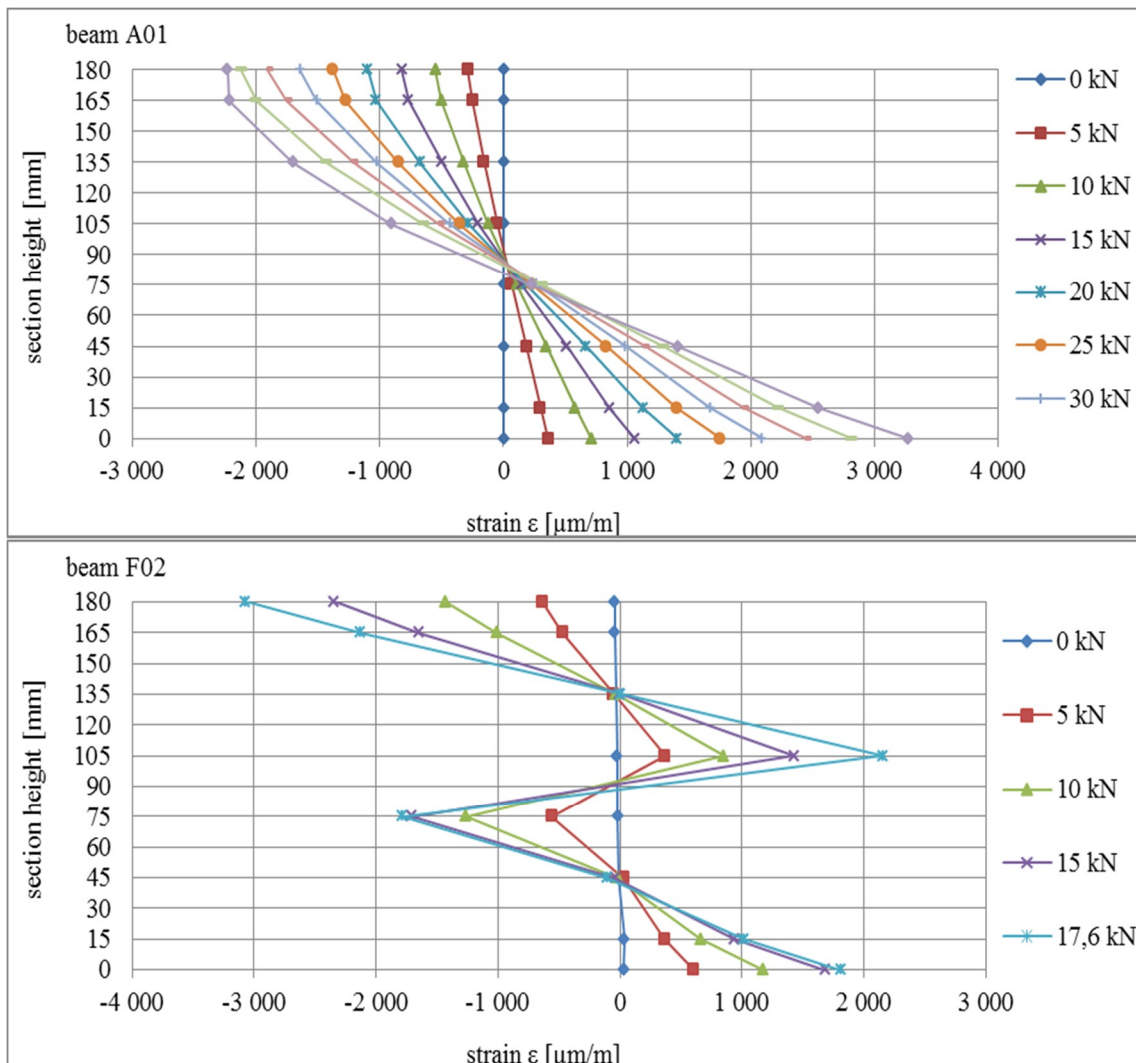 beam A01
section height [mm]
180
165
150
135
120
105
90
75
60
45
30
15
0
-3 000 -2 000 -1 000 0 1 000 2 000 3 000 4 000
strain ε [µm/m]
0 kN
5 kN
10 kN
15 kN
20 kN
25 kN
30 kN
beam F02
section height [mm]
180
165
150
135
120
105
90
75
60
45
30
15
0
-4 000 -3 000 -2 000 -1 000 0 1 000 2 000 3 000
strain ε [µm/m]
0 kN
5 kN
10 kN
15 kN
17,6 kN